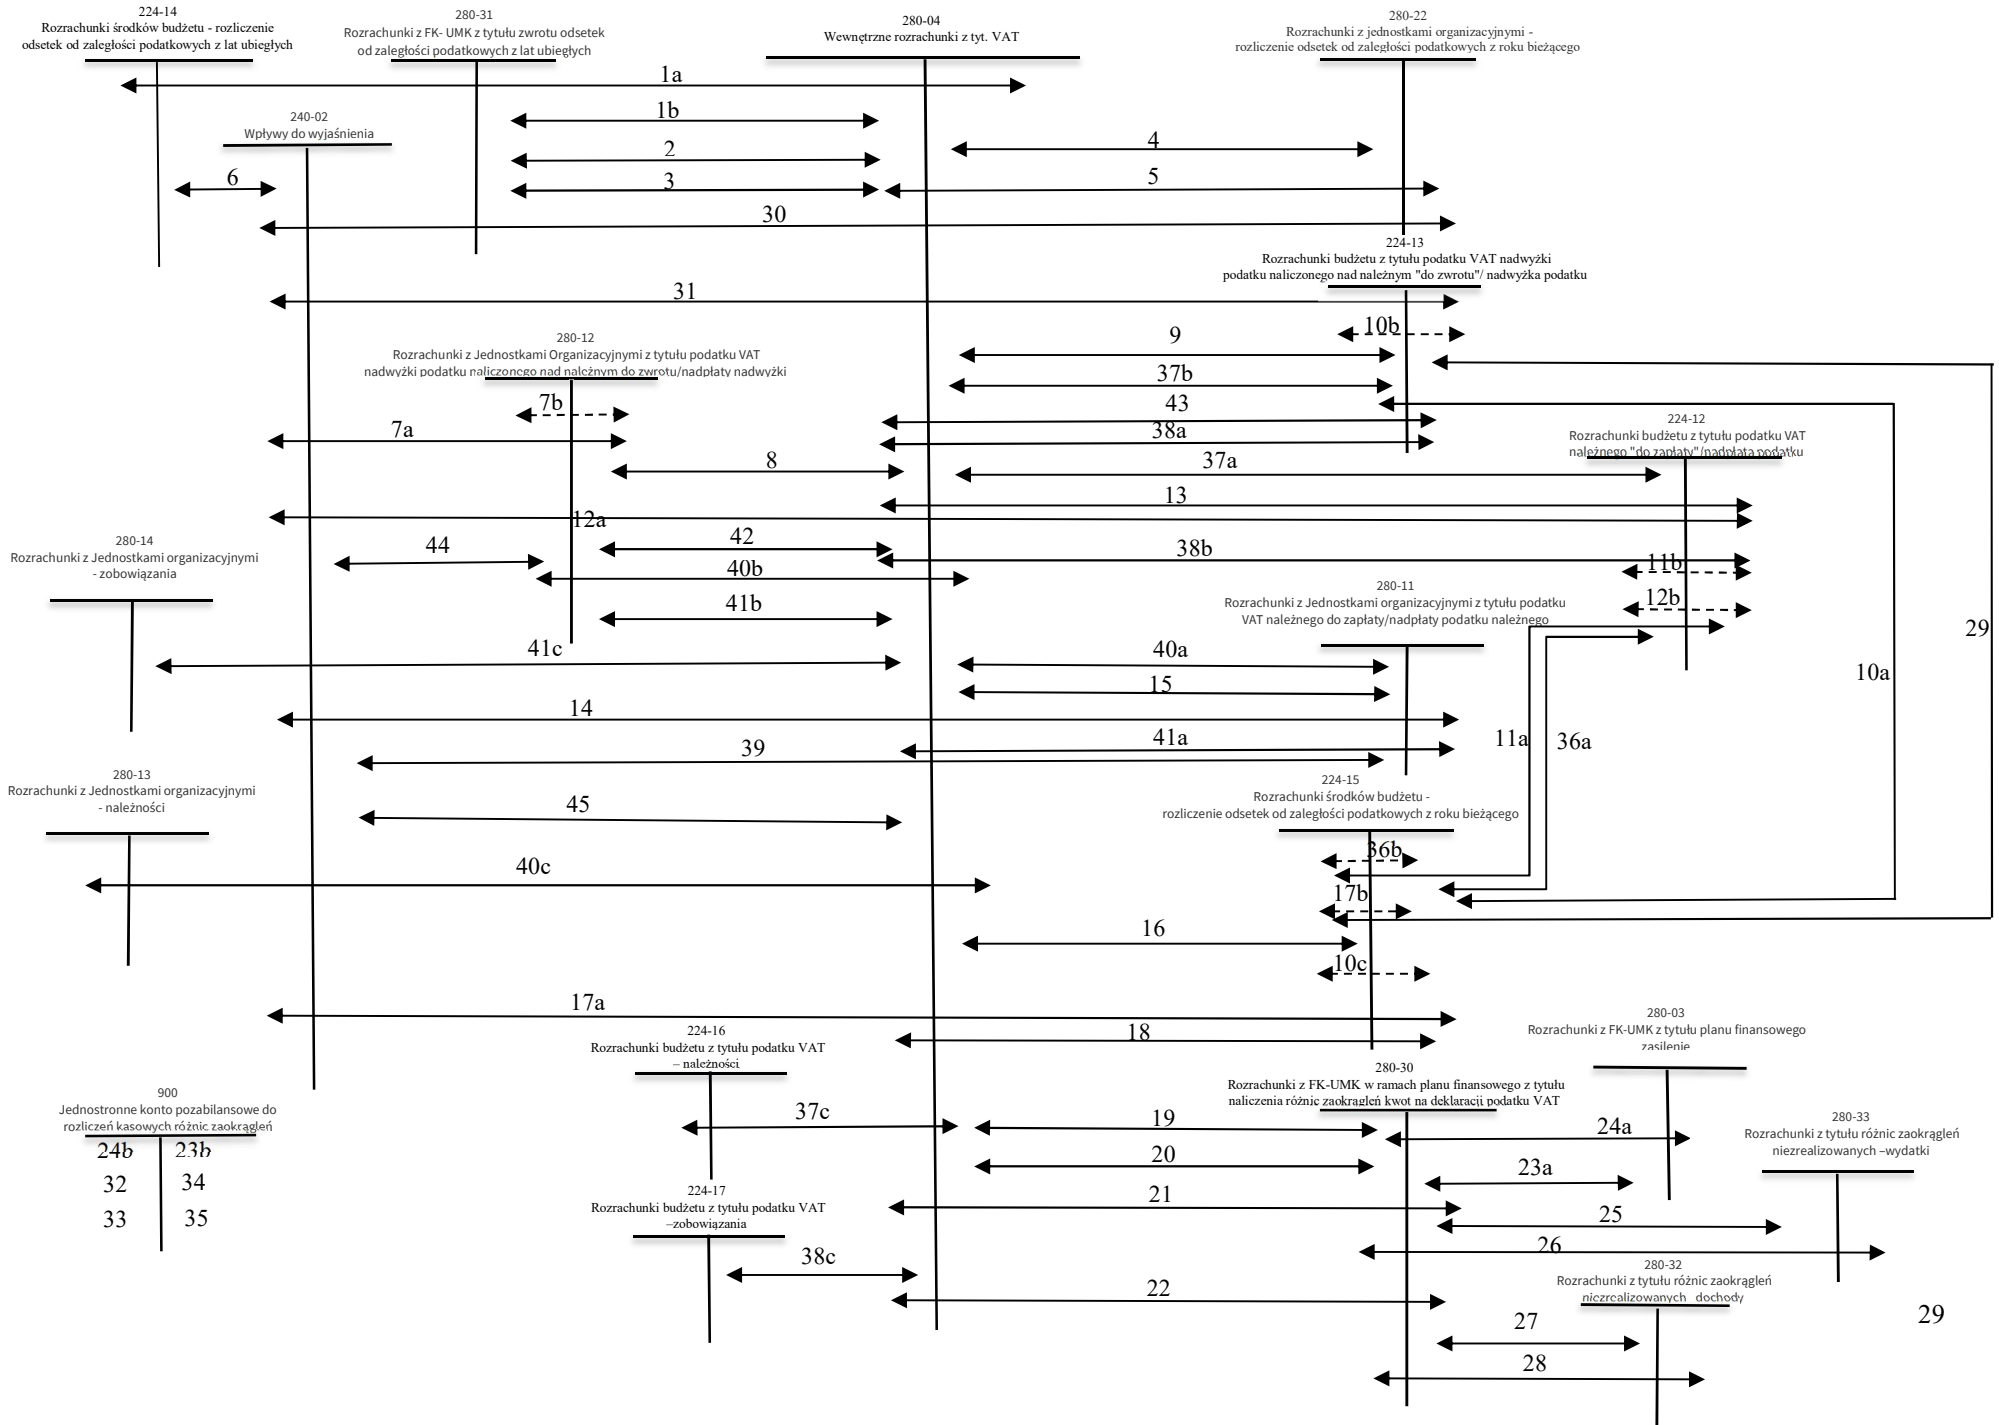 224-14
Rozrachunki środków budżetu - rozliczenie
odsetek od zaległości podatkowych z lat ubiegłych
280-31
Rozrachunki z FK- UMK z tytułu zwrotu odsetek
od zaległości podatkowych z lat ubiegłych
280-04
Wewnętrzne rozrachunki z tyt. VAT
280-22
Rozrachunki z jednostkami organizacyjnymi -
rozliczenie odsetek od zaległości podatkowych z roku bieżącego
1a
240-02
Wpływy do wyjaśnienia
1b
2
3
4
5
6
30
224-13
Rozrachunki budżetu z tytułu podatku VAT nadwyżki
podatku naliczonego nad należnym "do zwrotu"/ nadwyżka podatku
31
10b
9
280-12
Rozrachunki z Jednostkami Organizacyjnymi z tytułu podatku VAT
nadwyżki podatku naliczonego nad należnym do zwrotu/nadpłaty nadwyżki
37b
7b
43
7a
38a
224-12
Rozrachunki budżetu z tytułu podatku VAT
należnego "do zapłaty"/nadpłata podatku
8
37a
13
12a
280-14
Rozrachunki z Jednostkami organizacyjnymi
- zobowiązania
44
42
38b
11b
40b
12b
280-11
Rozrachunki z Jednostkami organizacyjnymi z tytułu podatku
VAT należnego do zapłaty/nadpłaty podatku należnego
41b
29
41c
40a
10a
15
14
11a
36a
39
41a
280-13
Rozrachunki z Jednostkami organizacyjnymi
- należności
224-15
Rozrachunki środków budżetu -
rozliczenie odsetek od zaległości podatkowych z roku bieżącego
45
36b
40c
17b
16
10c
17a
18
224-16
Rozrachunki budżetu z tytułu podatku VAT
– należności
280-03
Rozrachunki z FK-UMK z tytułu planu finansowego
zasilenie
280-30
Rozrachunki z FK-UMK w ramach planu finansowego z tytułu
naliczenia różnic zaokrągleń kwot na deklaracji podatku VAT
900
Jednostronne konto pozabilansowe do
rozliczeń kasowych różnic zaokrągleń
24b 23b
32 34
33 35
37c
19
24a
280-33
Rozrachunki z tytułu różnic zaokrągleń
niezrealizowanych –wydatki
20
23a
224-17
Rozrachunki budżetu z tytułu podatku VAT
–zobowiązania
21
25
26
38c
280-32
Rozrachunki z tytułu różnic zaokrągleń
niezrealizowanych dochody
22
27
28
29